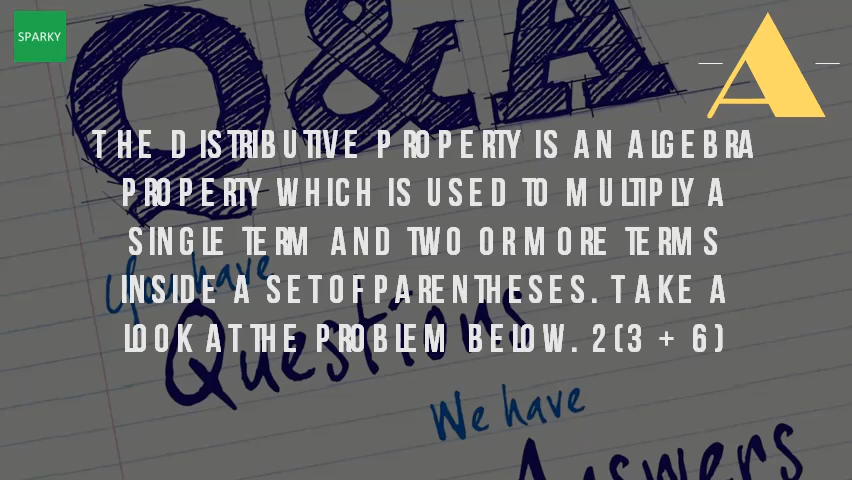 SPARKY
Q&A
A
THE DISTRIBUTIVE PROPERTY IS AN ALGEBRA
PROPERTY WHICH IS USED TO MULTIPLY A
SINGLE TERM AND TWO OR MORE TERMS
INSIDE A SET OF PARENTHESES. TAKE A
LOOK AT THE PROBLEM BELOW. 2(3 + 6)
You have
Questions
We have
Answers